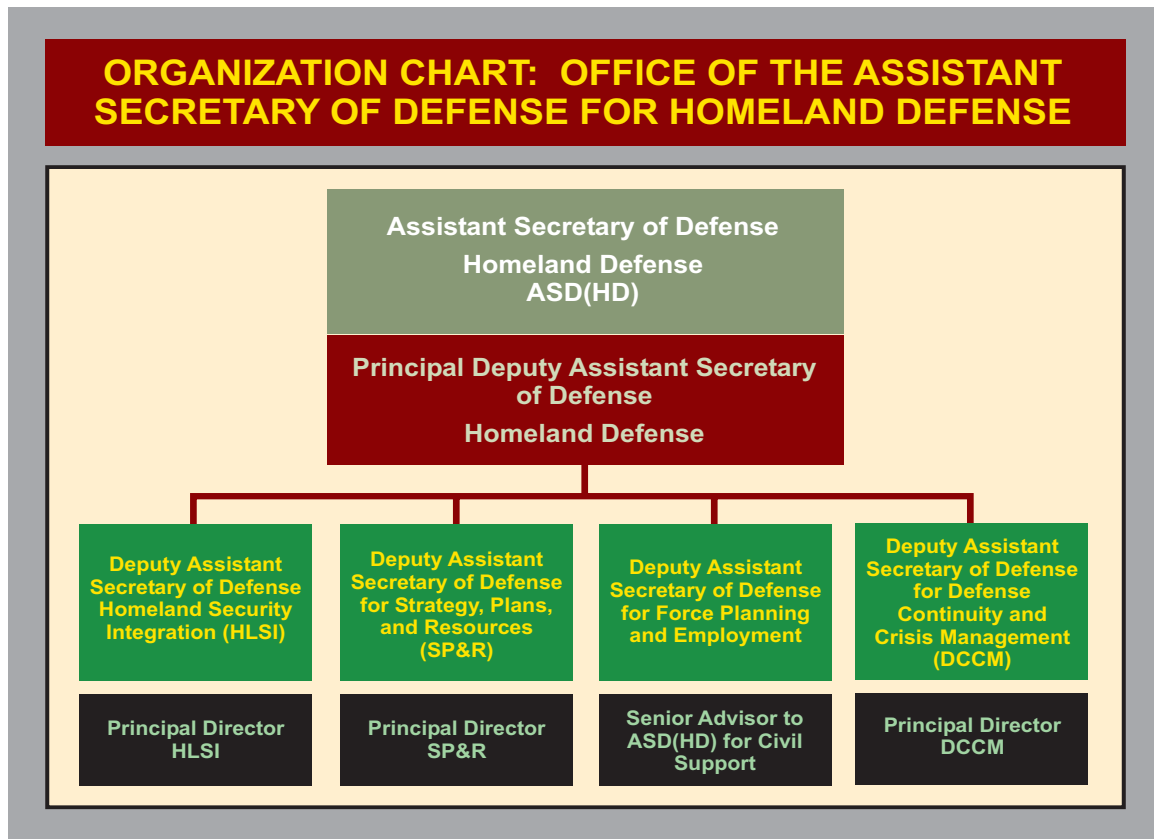 ORGANIZATION CHART: OFFICE OF THE ASSISTANT
SECRETARY OF DEFENSE FOR HOMELAND DEFENSE
Assistant Secretary of Defense
Homeland Defense
ASD(HD)
Principal Deputy Assistant Secretary
of Defense
Homeland Defense
Deputy Assistant
Secretary of Defense
Homeland Security
Integration (HLSI)
Deputy Assistant
Secretary of Defense
for Strategy, Plans,
and Resources
(SP&R)
Deputy Assistant
Secretary of Defense
for Force Planning
and Employment
Deputy Assistant
Secretary of Defense
for Defense
Continuity and
Crisis Management
(DCCM)
Principal Director
HLSI
Principal Director
SP&R
Senior Advisor to
ASD(HD) for Civil
Support
Principal Director
DCCM